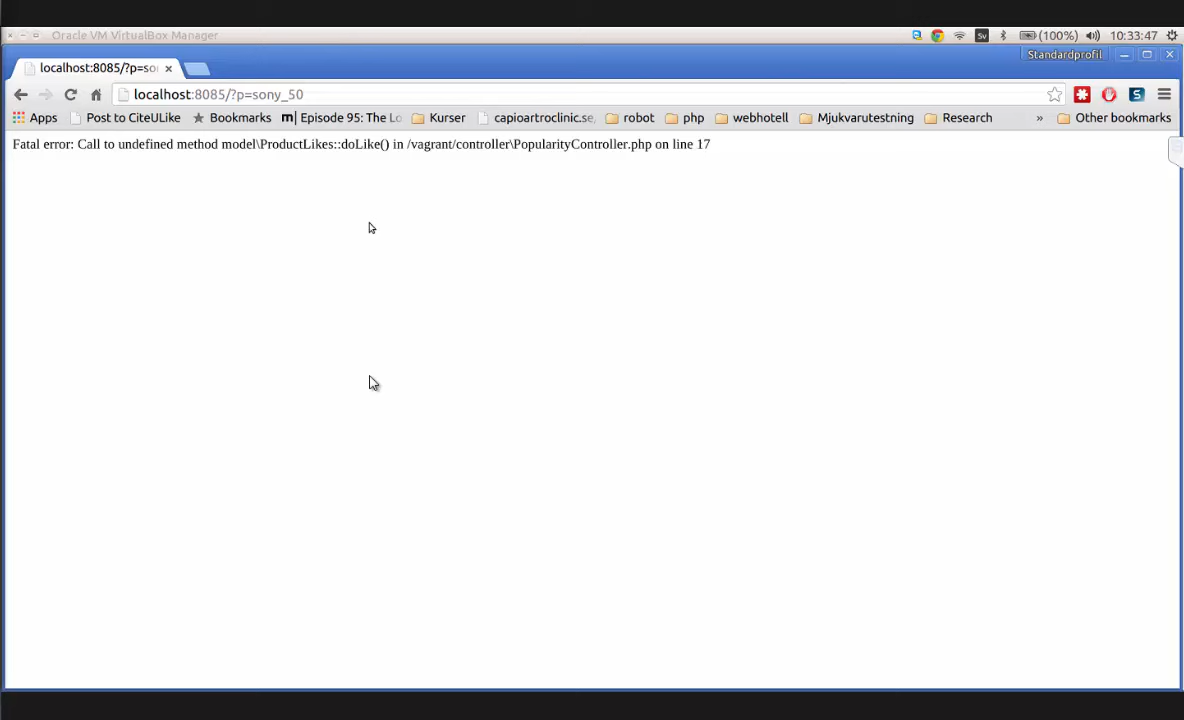 Oracle VM VirtualBox Manager
Sv (100%) 10:33:47
Standardprofil
localhost:8085/?p=so
localhost:8085/?p=sony_50
Apps Post to CiteULike Bookmarks m| Episode 95: The Lo Kurser capioartroclinic.se, robot php webhotell Mjukvarutestning Research » Other bookmarks
Fatal error: Call to undefined method model\ProductLikes::doLike() in /vagrant/controller\PopularityController.php on line 17